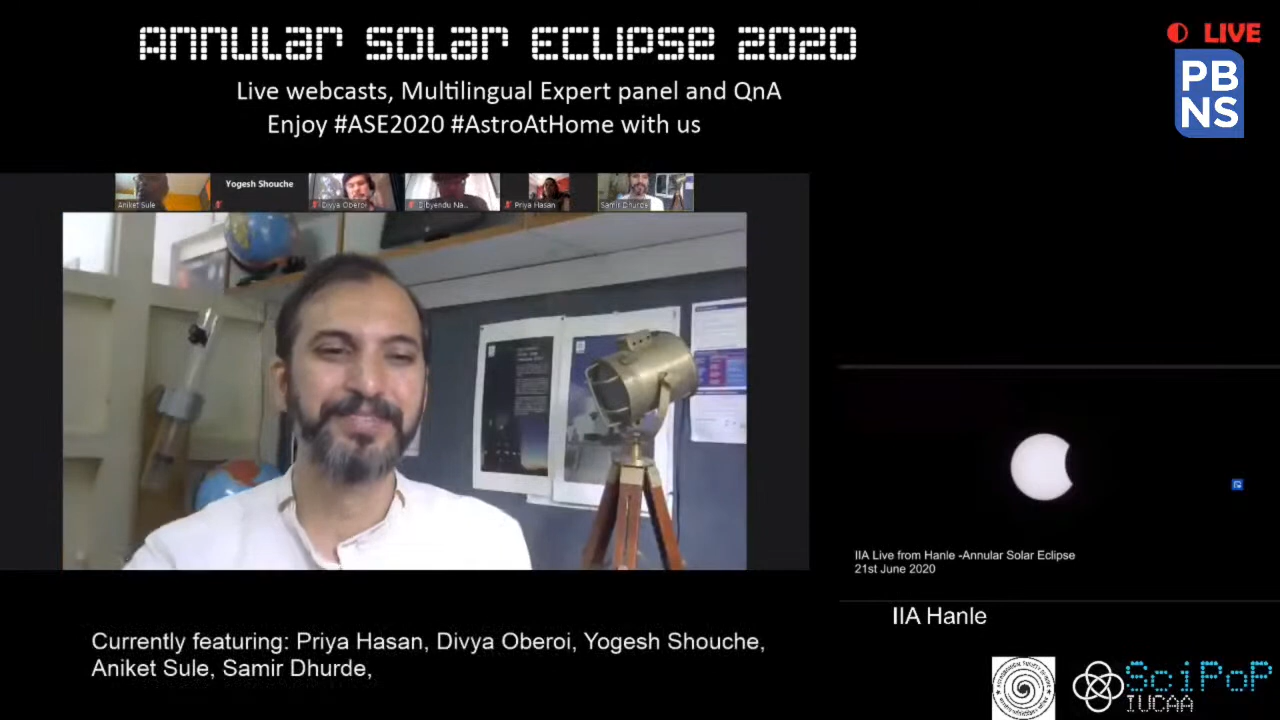 ANNULAR SOLAR ECLIPSE 2020
LIVE
PB
NS
Live webcasts, Multilingual Expert panel and QnA
Enjoy #ASE2020 #AstroAtHome with us
Yogesh Shouche
Aniket Sule
Divya Oberoi
Dibyendu Na...
Priya Hasan
Samir Dhurde
IIA Live from Hanle -Annular Solar Eclipse
21st June 2020
IIA Hanle
Currently featuring: Priya Hasan, Divya Oberoi, Yogesh Shouche,
Aniket Sule, Samir Dhurde,
SciPoP
IUCAA